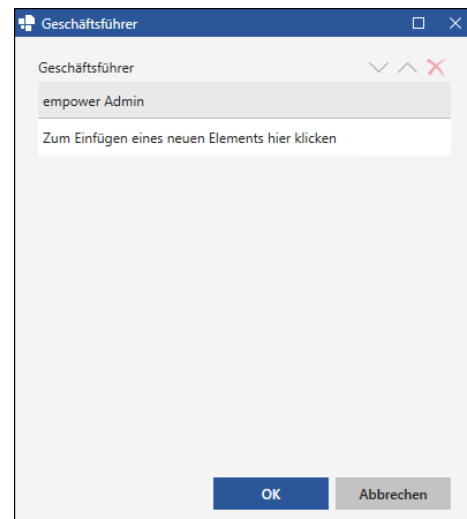 Geschäftsführer
Geschäftsführer
empower Admin
Zum Einfügen eines neuen Elements hier klicken
OK
Abbrechen